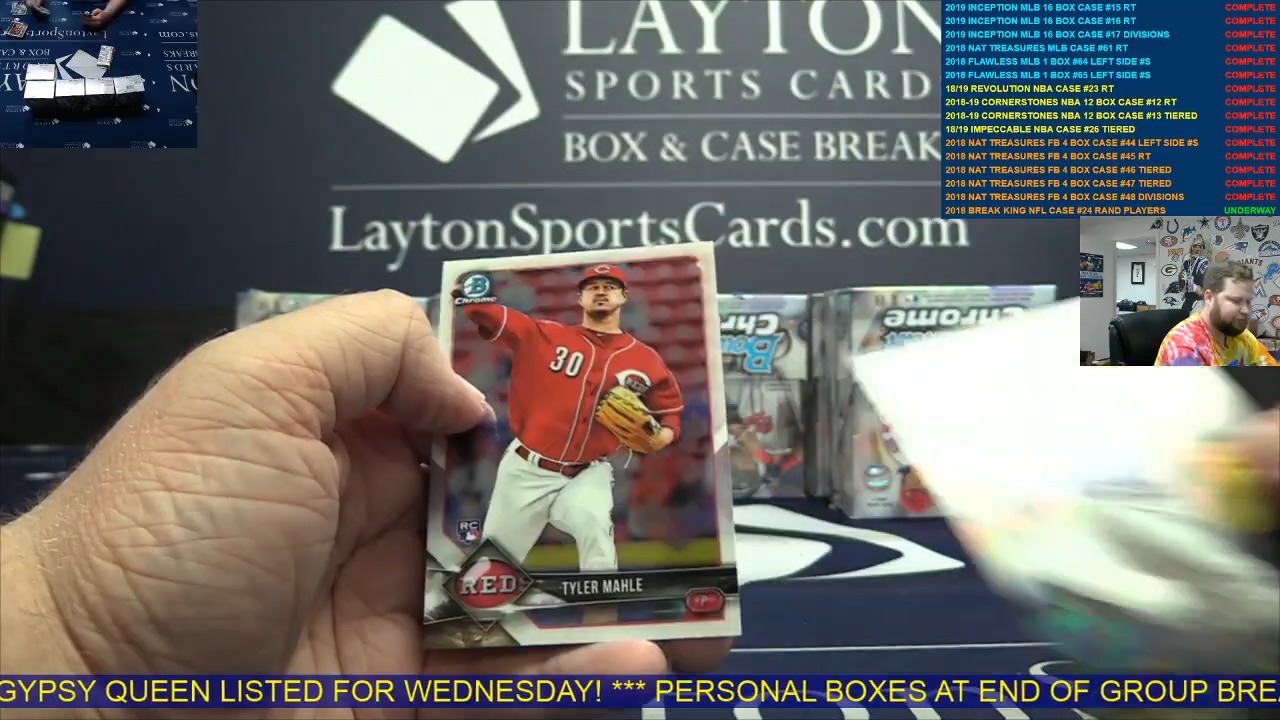 LAYTON
SPORTS CARD
BOX & CASE BREAK
LaytonSportsCards.com
2019 INCEPTION MLB 16 BOX CASE #15 RT COMPLETE
2019 INCEPTION MLB 16 BOX CASE #16 RT COMPLETE
2019 INCEPTION MLB 16 BOX CASE #17 DIVISIONS COMPLETE
2018 NAT TREASURES MLB CASE #61 RT COMPLETE
2018 FLAWLESS MLB 1 BOX #64 LEFT SIDE #S COMPLETE
2018 FLAWLESS MLB 1 BOX #65 LEFT SIDE #S COMPLETE
18/19 REVOLUTION NBA CASE #23 RT COMPLETE
2018-19 CORNERSTONES NBA 12 BOX CASE #12 RT COMPLETE
2018-19 CORNERSTONES NBA 12 BOX CASE #13 TIERED COMPLETE
18/19 IMPECCABLE NBA CASE #26 TIERED COMPLETE
2018 NAT TREASURES FB 4 BOX CASE #44 LEFT SIDE #S COMPLETE
2018 NAT TREASURES FB 4 BOX CASE #45 RT COMPLETE
2018 NAT TREASURES FB 4 BOX CASE #46 TIERED COMPLETE
2018 NAT TREASURES FB 4 BOX CASE #47 TIERED COMPLETE
2018 NAT TREASURES FB 4 BOX CASE #48 DIVISIONS COMPLETE
2018 BREAK KING NFL CASE #24 RAND PLAYERS UNDERWAY
B
Chrome
30
REDS
RC
RED
TYLER MAHLE
P
Chrome
GYPSY QUEEN LISTED FOR WEDNESDAY! *** PERSONAL BOXES AT END OF GROUP BRE